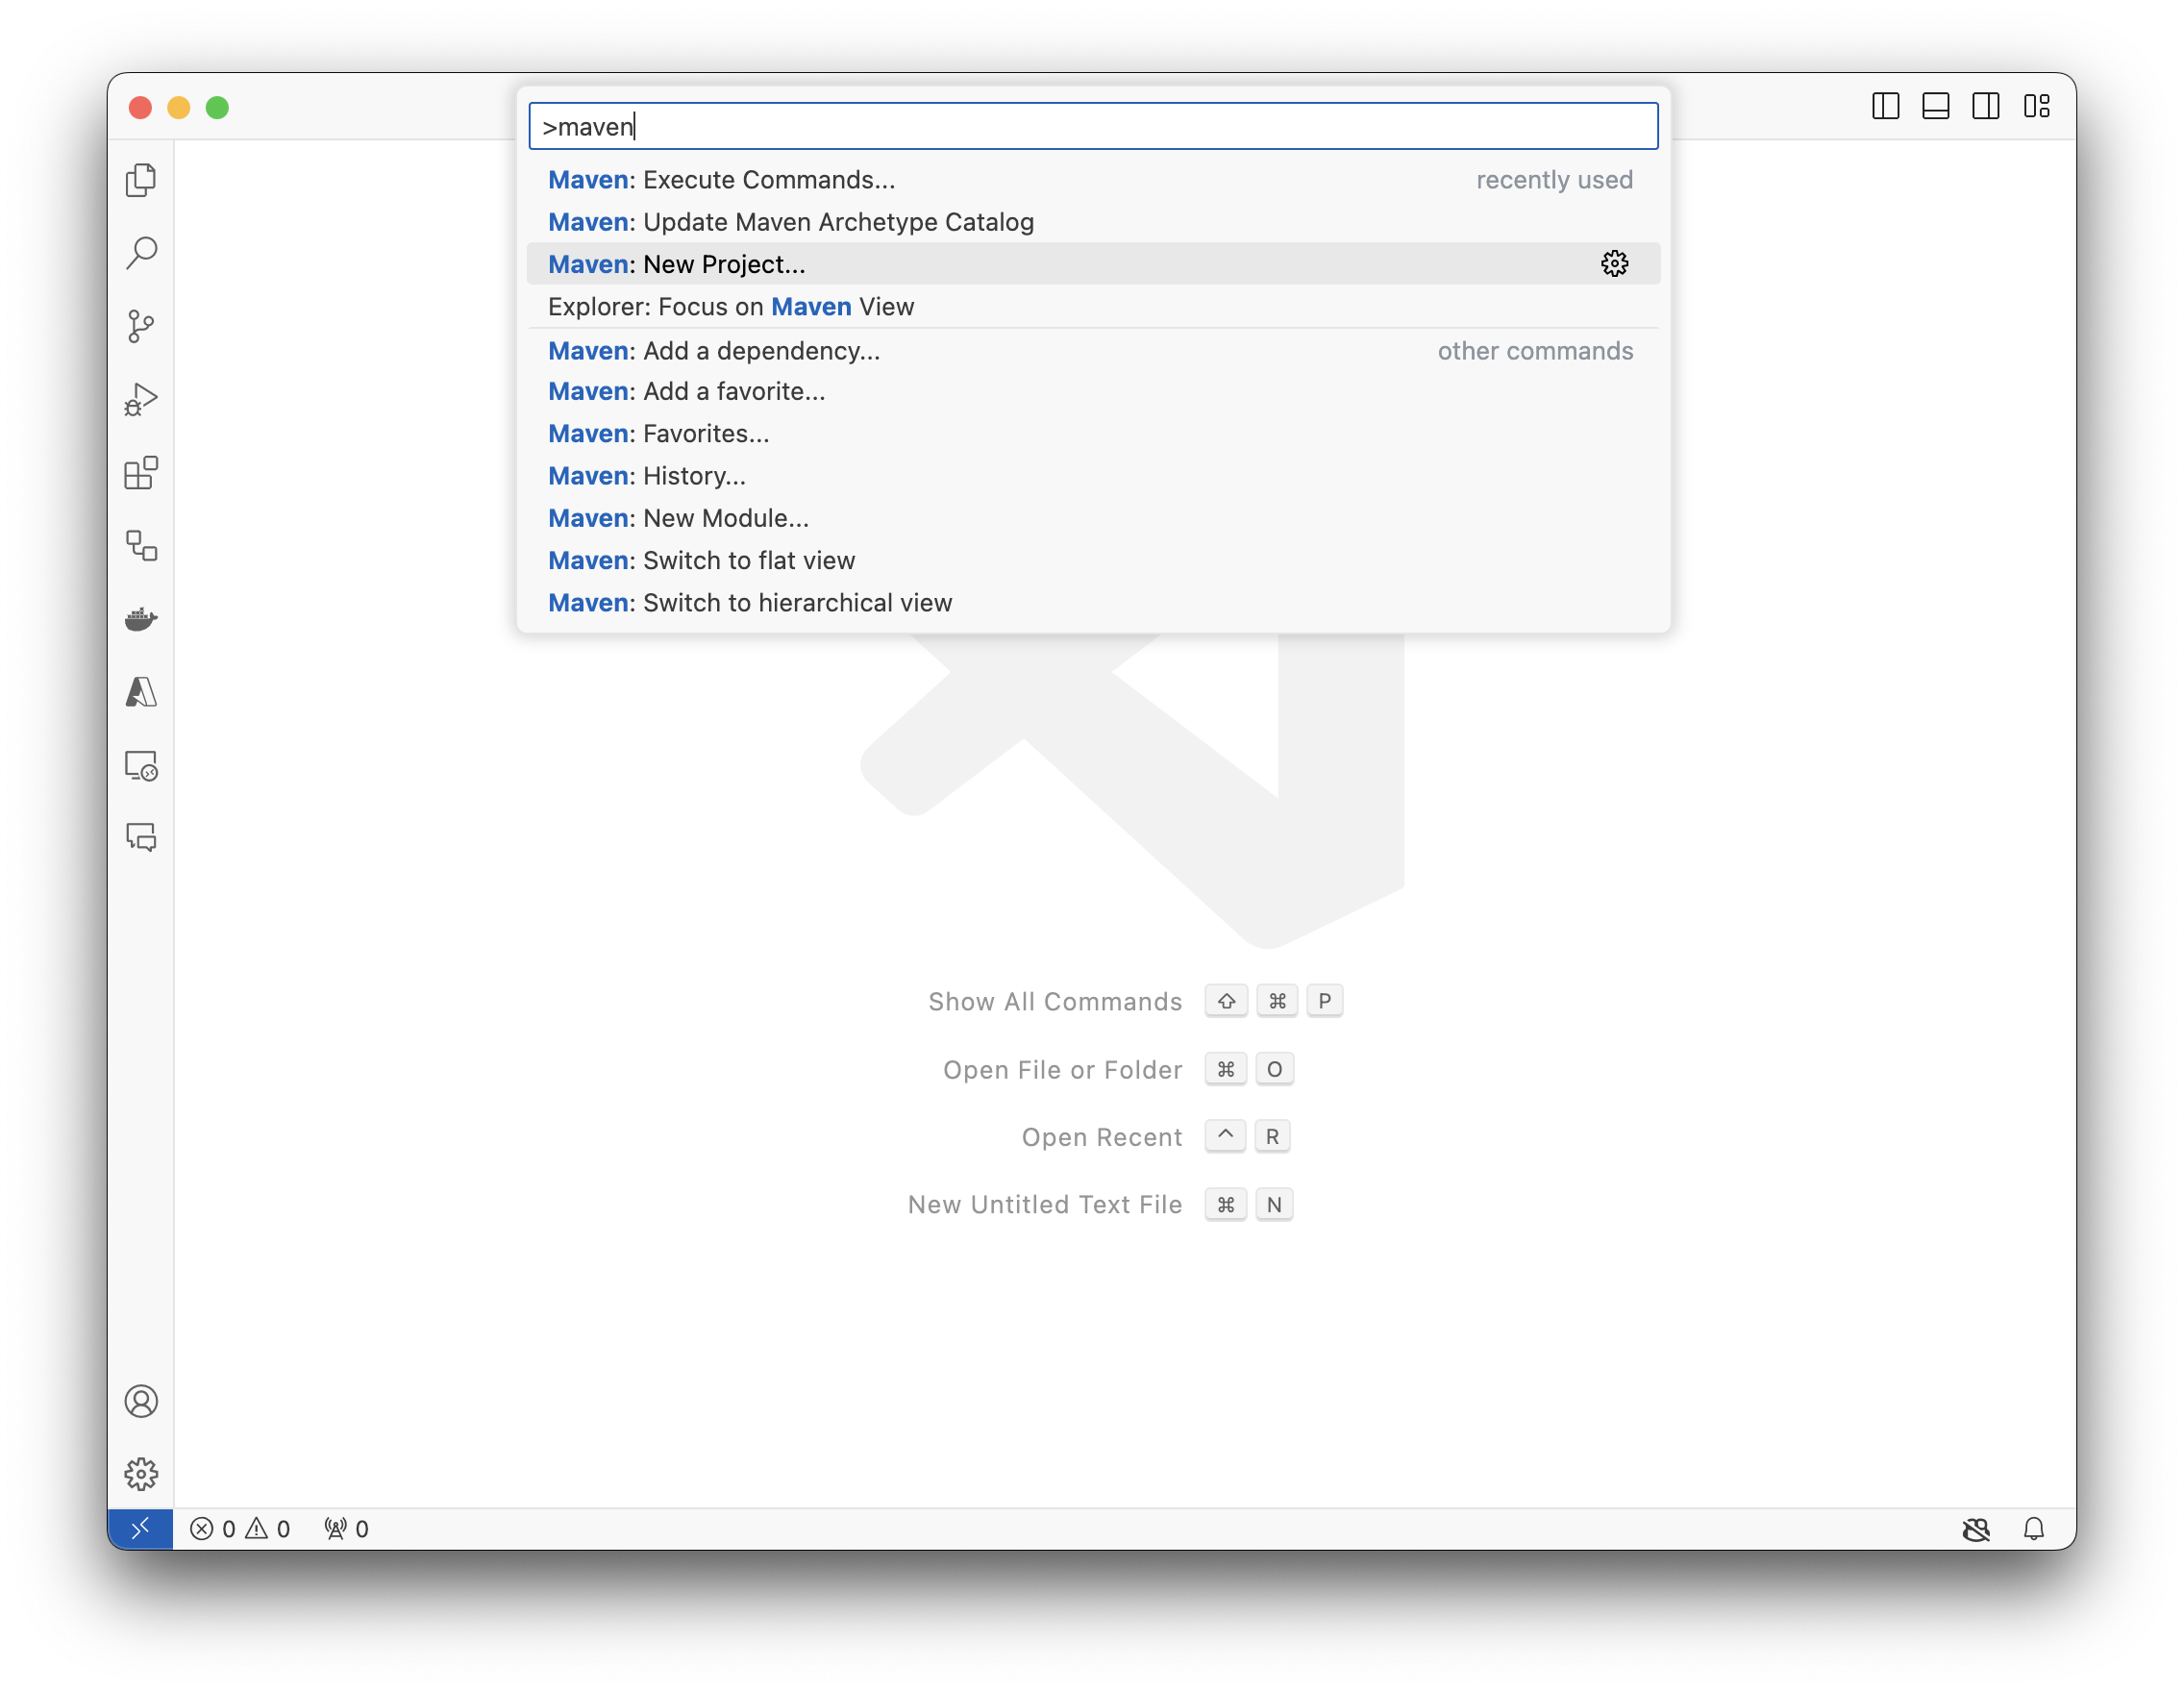 >maven
Maven: Execute Commands... recently used
Maven: Update Maven Archetype Catalog
Maven: New Project...
Explorer: Focus on Maven View
Maven: Add a dependency... other commands
Maven: Add a favorite...
Maven: Favorites...
Maven: History...
Maven: New Module...
Maven: Switch to flat view
Maven: Switch to hierarchical view
Show All Commands ⇧ ⌘ P
Open File or Folder ⌘ O
Open Recent ^ R
New Untitled Text File ⌘ N
0 0 0